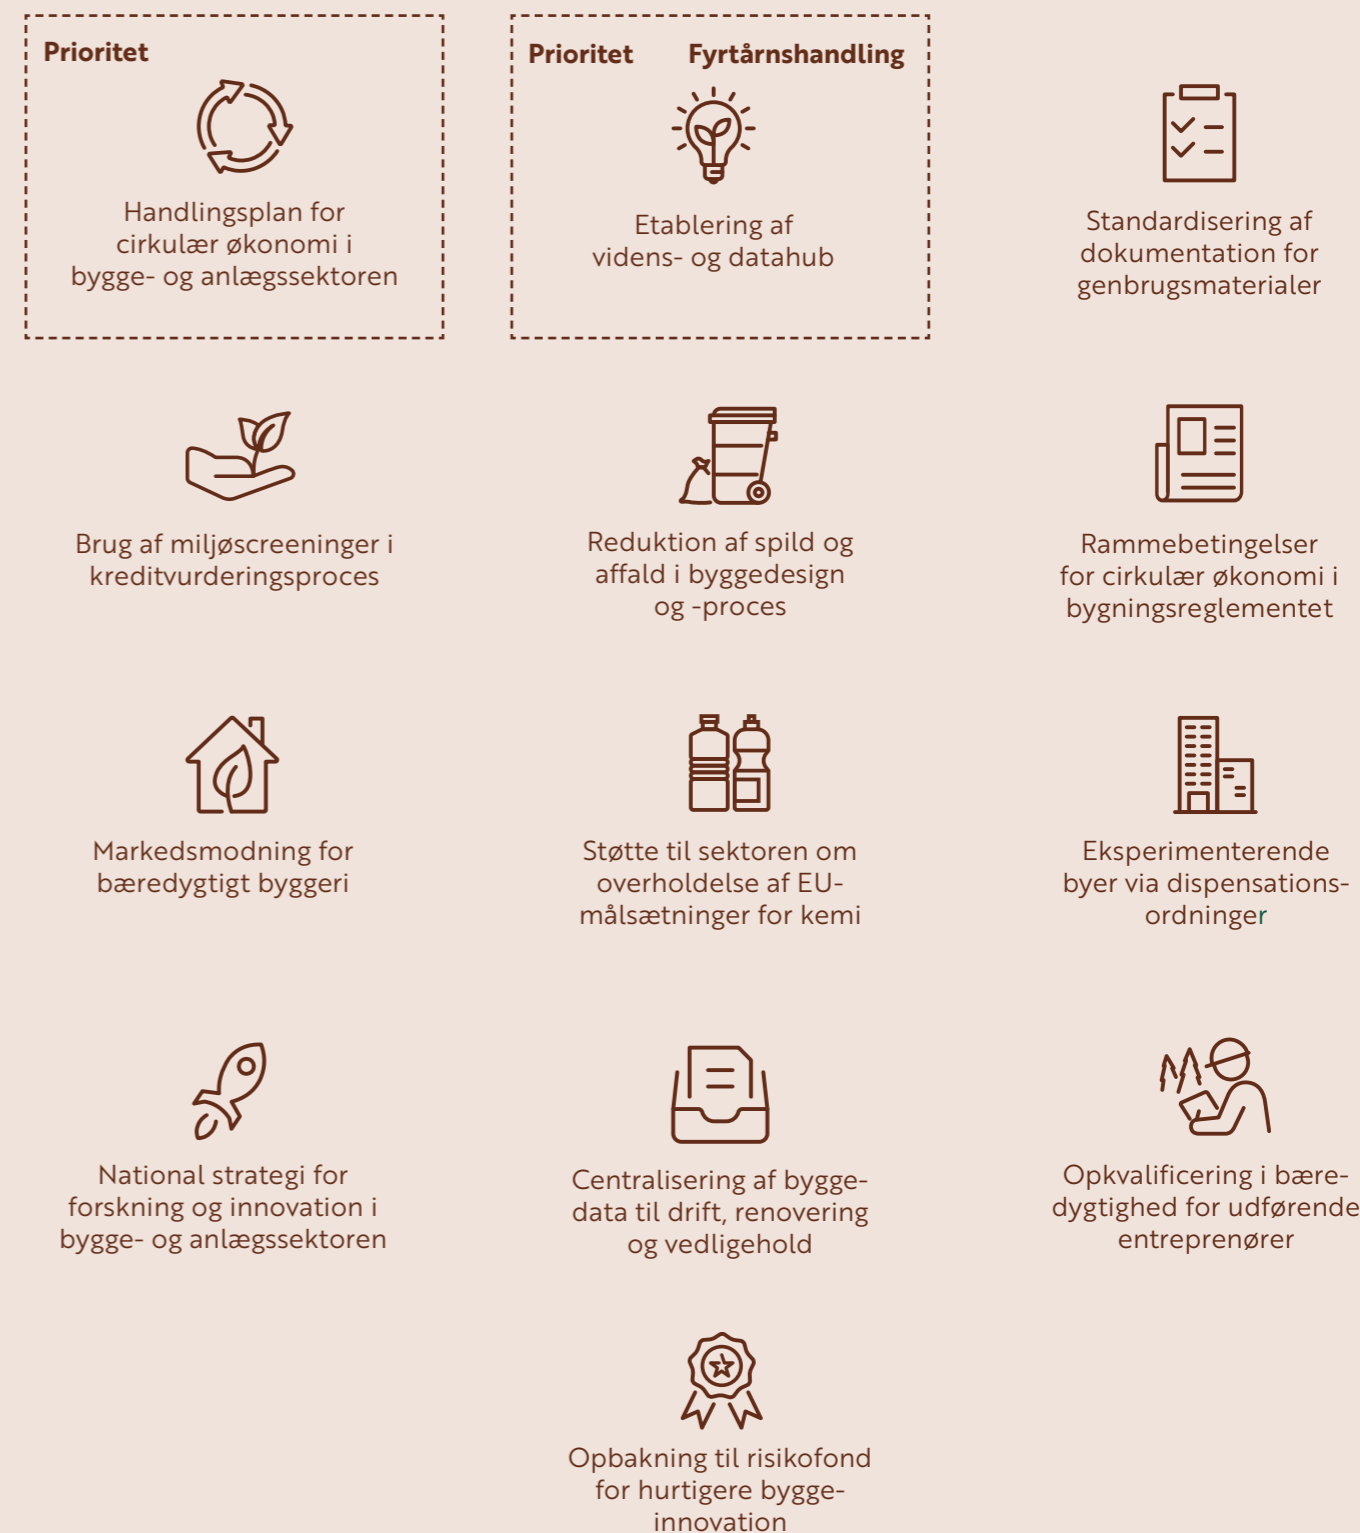 Prioritet
Handlingsplan for
cirkulær økonomi i
bygge- og anlægssektoren
Prioritet Fyrtårnshandling
Etablering af
videns- og datahub
Standardisering af
dokumentation for
genbrugsmaterialer
Brug af miljøscreeninger i
kreditvurderingsproces
Reduktion af spild og
affald i byggedesign
og -proces
Rammebetingelser
for cirkulær økonomi i
bygningsreglementet
Markedsmodning for
bæredygtigt byggeri
Støtte til sektoren om
overholdelse af EU-
målsætninger for kemi
Eksperimenterende
byer via dispensations-
ordninger
National strategi for
forskning og innovation i
bygge- og anlægssektoren
Centralisering af bygge-
data til drift, renovering
og vedligehold
Opkvalificering i bære-
dygtighed for udførende
entreprenører
Opbakning til risikofond
for hurtigere bygge-
innovation